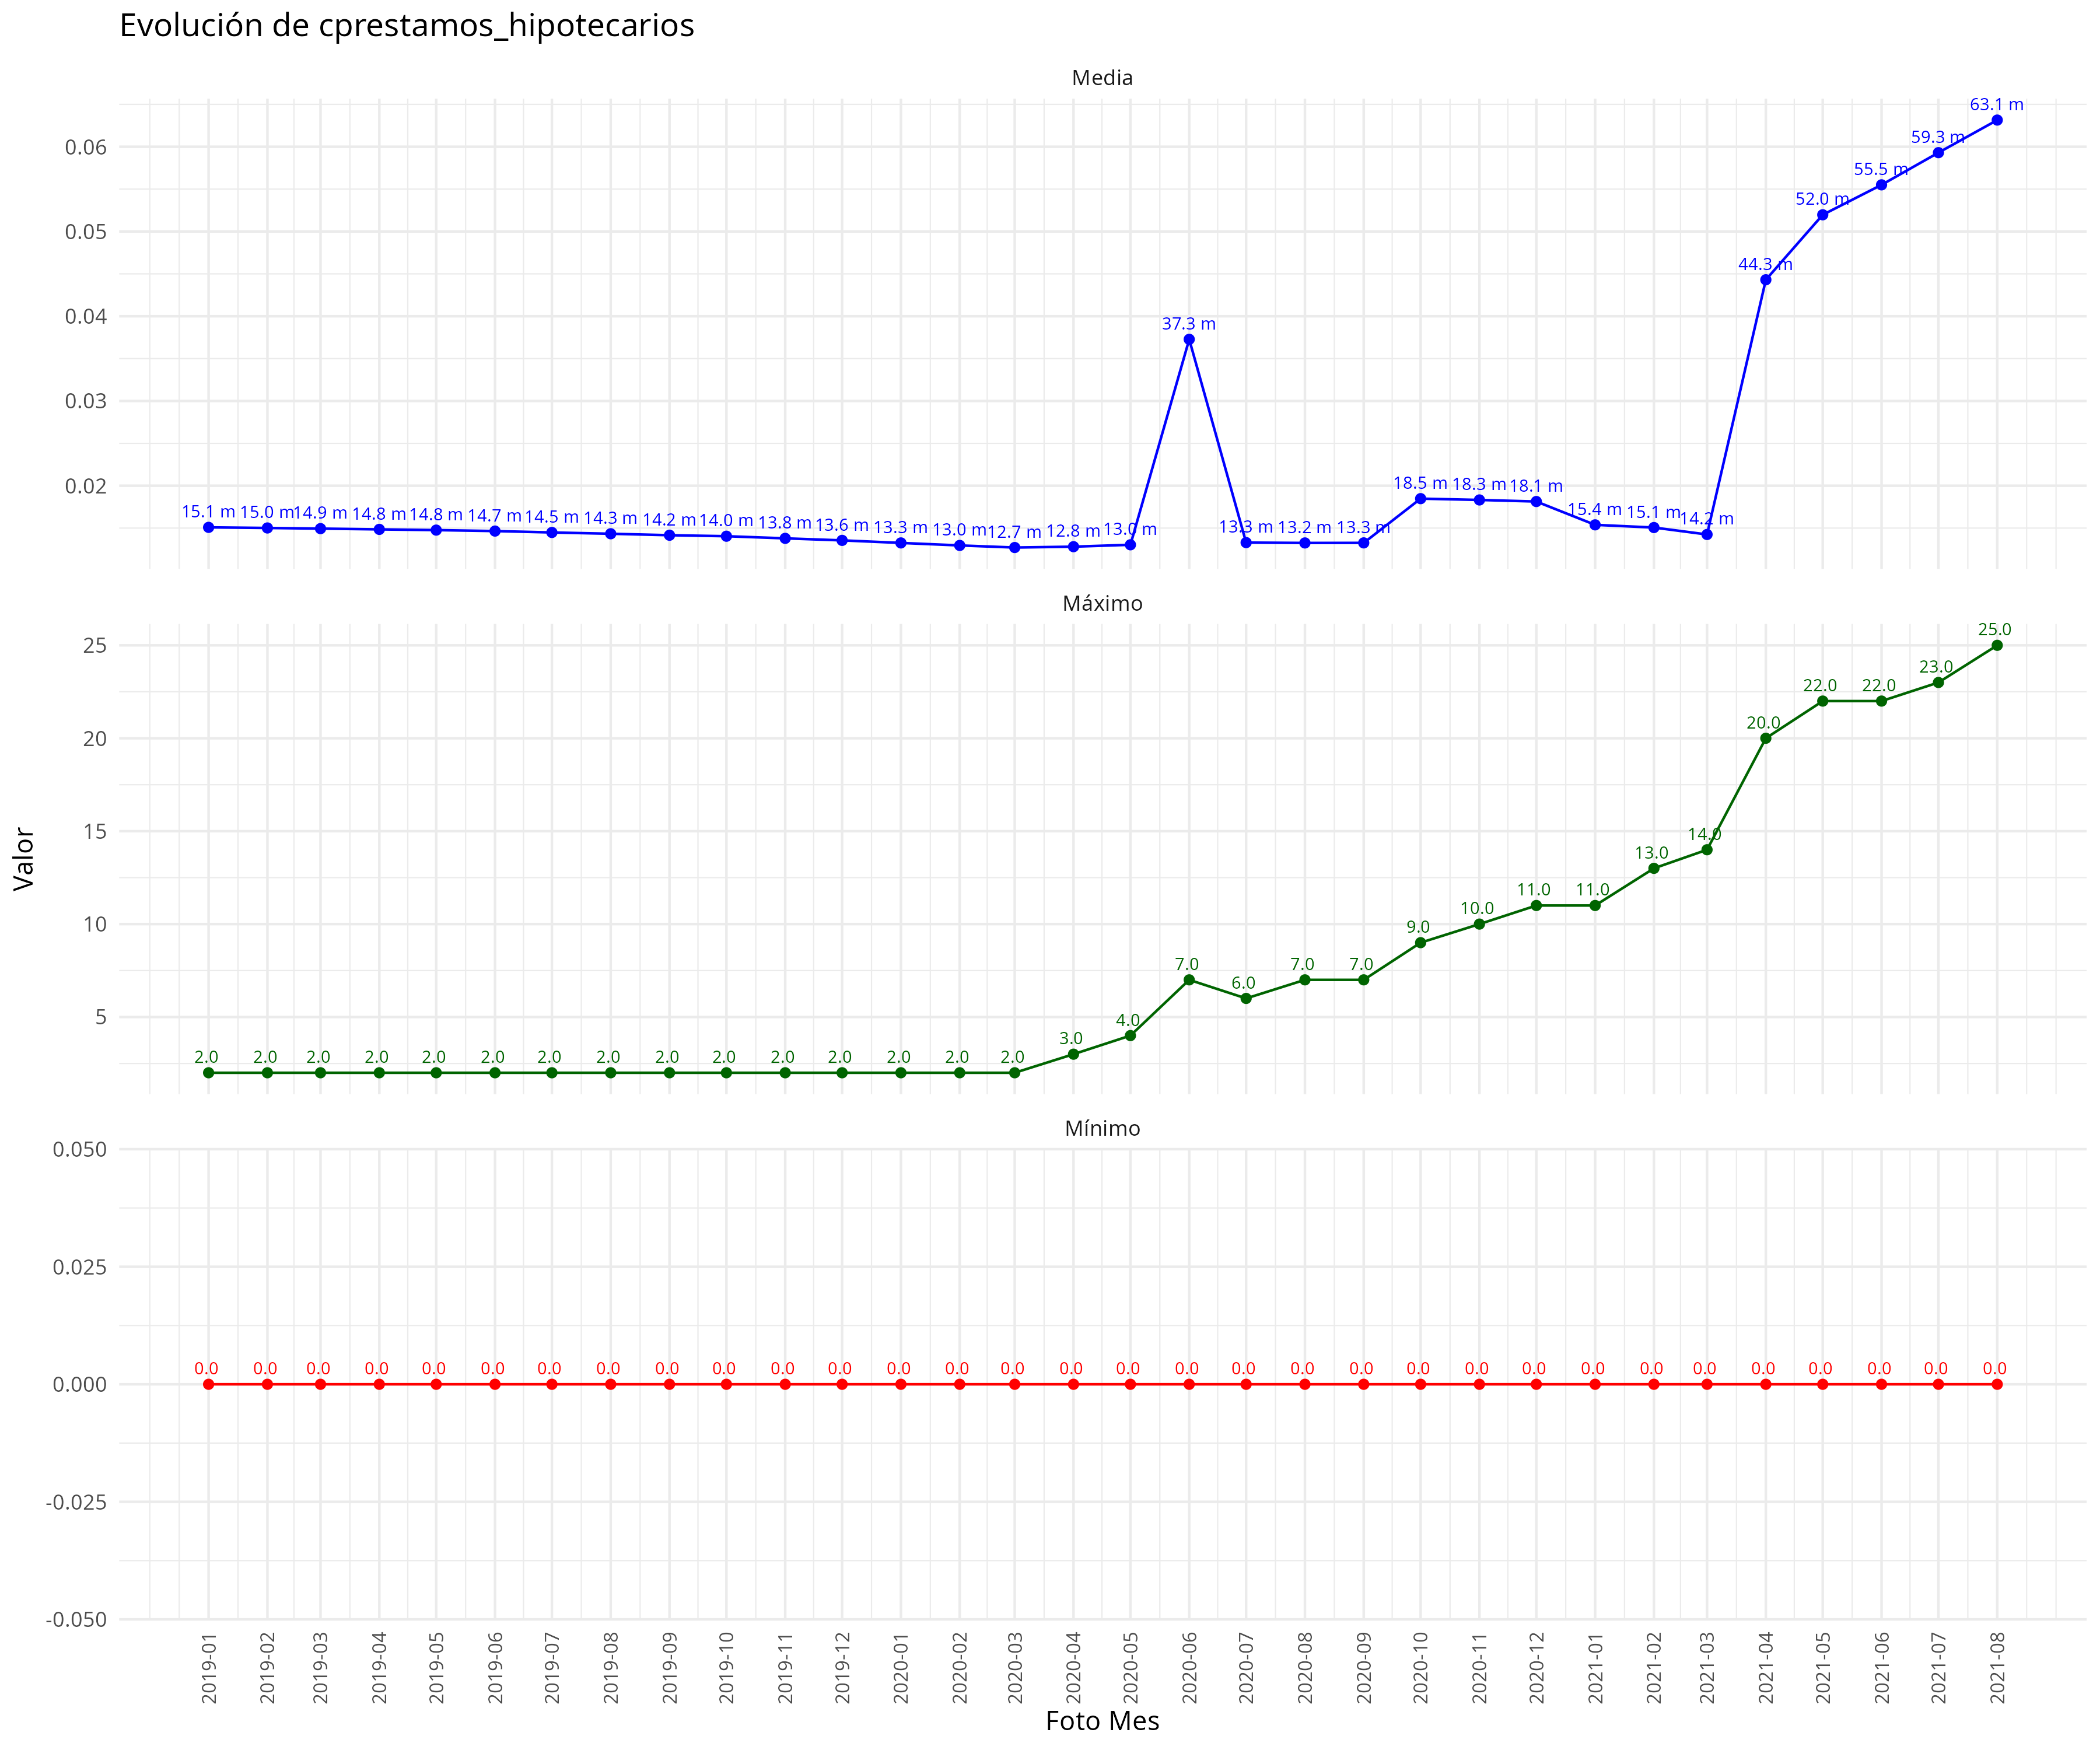 Evolución de cprestamos_hipotecarios
Media
0.06
0.05
0.04
0.03
0.02
15.1 m 15.0 m 14.9 m 14.8 m 14.8 m 14.7 m 14.5 m 14.3 m 14.2 m 14.0 m 13.8 m 13.6 m 13.3 m 13.0 m 12.7 m 12.8 m 13.0 m 37.3 m 13.3 m 13.2 m 13.3 m 18.5 m 18.3 m 18.1 m 15.4 m 15.1 m 14.2 m 44.3 m 52.0 m 55.5 m 59.3 m 63.1 m
Máximo
25
20
15
10
5
2.0 2.0 2.0 2.0 2.0 2.0 2.0 2.0 2.0 2.0 2.0 2.0 2.0 2.0 2.0 3.0 4.0 7.0 6.0 7.0 7.0 9.0 10.0 11.0 11.0 13.0 14.0 20.0 22.0 22.0 23.0 25.0
Valor
Mínimo
0.050
0.025
0.000
-0.025
-0.050
0.0 0.0 0.0 0.0 0.0 0.0 0.0 0.0 0.0 0.0 0.0 0.0 0.0 0.0 0.0 0.0 0.0 0.0 0.0 0.0 0.0 0.0 0.0 0.0 0.0 0.0 0.0 0.0 0.0 0.0 0.0 0.0
2019-01 2019-02 2019-03 2019-04 2019-05 2019-06 2019-07 2019-08 2019-09 2019-10 2019-11 2019-12 2020-01 2020-02 2020-03 2020-04 2020-05 2020-06 2020-07 2020-08 2020-09 2020-10 2020-11 2020-12 2021-01 2021-02 2021-03 2021-04 2021-05 2021-06 2021-07 2021-08
Foto Mes